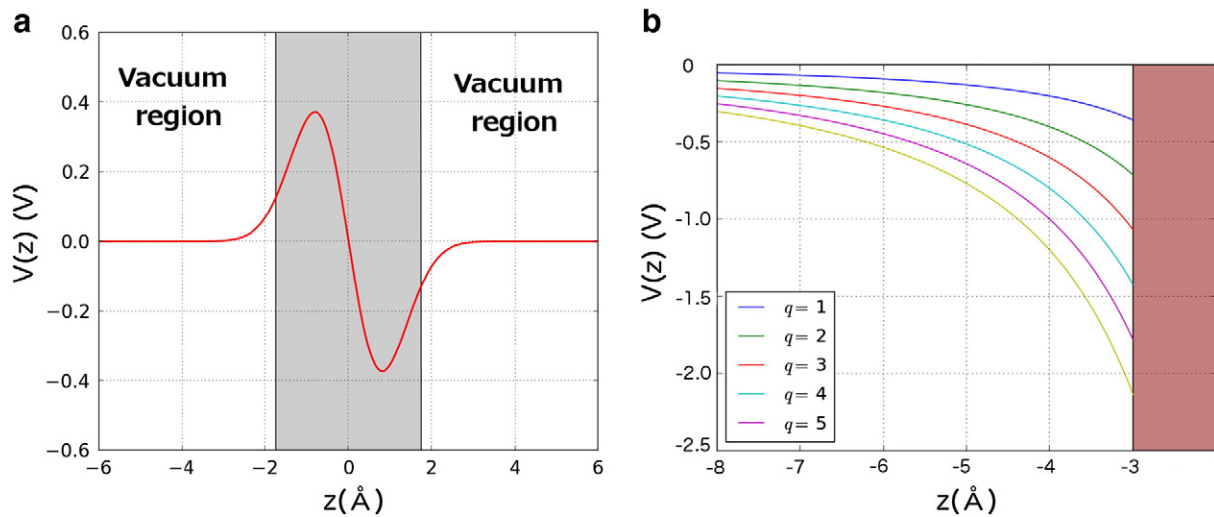 a
0.6
0.4
0.2
0.0
−0.2
−0.4
−0.6
V(z) (V)
Vacuum
region
Vacuum
region
−6
−4
−2
0
2
4
6
z(Å)
b
0
-0.5
-1.0
-1.5
-2.0
-2.5
V(z) (V)
q = 1
q = 2
q = 3
q = 4
q = 5
-8
-7
-6
-5
-4
-3
z(Å)